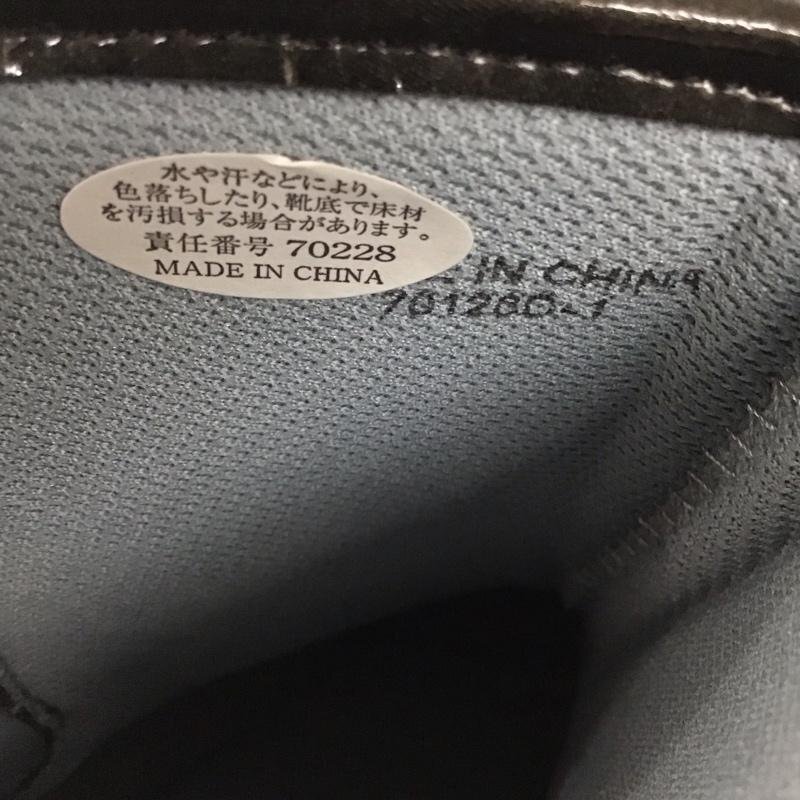 水や汗などにより、
色落ちしたり、靴底で床材
を汚損する場合があります。
責任番号 70228
MADE IN CHINA
IN CHINA
701280-1